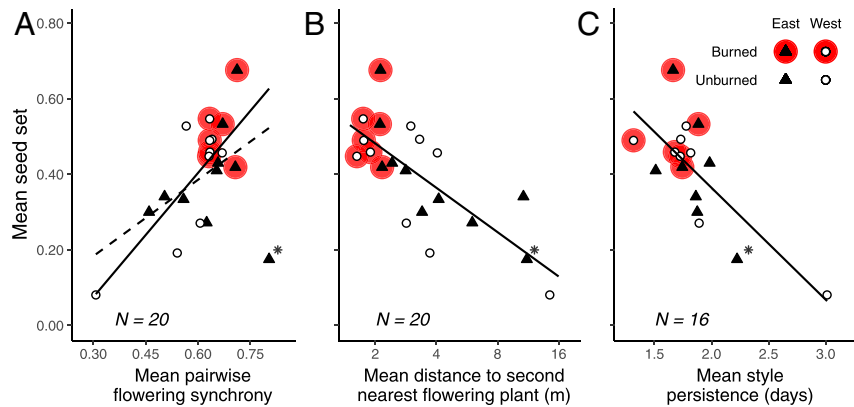 A
B
C
East West
Burned
Unburned
Mean seed set
0.80
0.60
0.40
0.20
0.00
*
*
*
N = 20
N = 20
N = 16
0.30 0.45 0.60 0.75
2 4 8 16
1.5 2.0 2.5 3.0
Mean pairwise
flowering synchrony
Mean distance to second
nearest flowering plant (m)
Mean style
persistence (days)